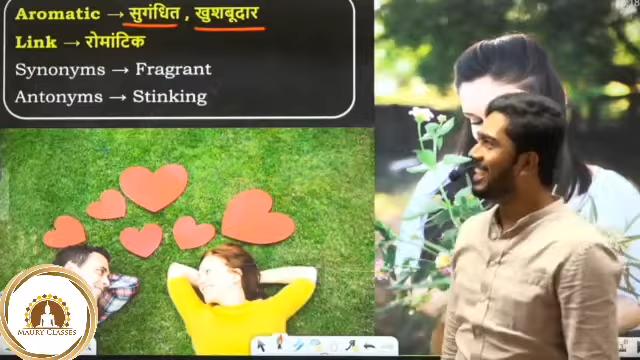 Aromatic → सुगंधित , खुशबूदार
Link → रोमांटिक
Synonyms → Fragrant
Antonyms → Stinking
MAURY CLASSES